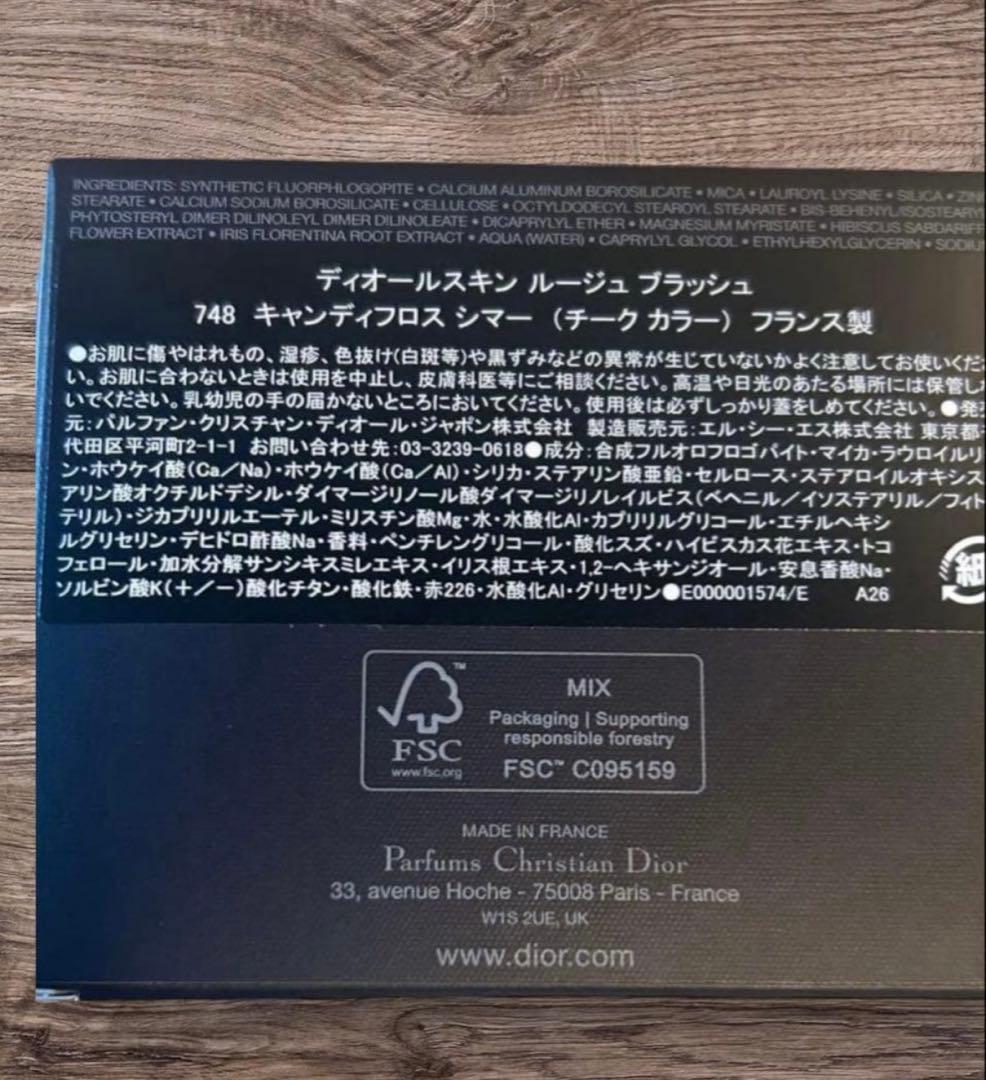 INGREDIENTS: SYNTHETIC FLUORPHLOGOPITE • CALCIUM ALUMINUM BOROSILICATE • MICA • LAUROYL LYSINE • SILICA • ZIN
STEARATE • CALCIUM SODIUM BOROSILICATE • CELLULOSE • OCTYLDODECYL STEAROYL STEARATE • BIS-BEHENYL/ISOSTEARY
PHYTOSTERYL DIMER DILINOLEYL DIMER DILINOLEATE • DICAPRYLYL ETHER • MAGNESIUM MYRISTATE • HIBISCUS SABDARIFF
FLOWER EXTRACT • IRIS FLORENTINA ROOT EXTRACT • AQUA (WATER) • CAPRYLYL GLYCOL • ETHYLHEXYLGLYCERIN • SODIU
ディオールスキン ルージュ ブラッシュ
748 キャンディフロス シマー (チーク カラー) フランス製
●お肌に傷やはれもの、湿疹、色抜け(白斑等)や黒ずみなどの異常が生じていないかよく注意してお使いくだ
い。お肌に合わないときは使用を中止し、皮膚科医等にご相談ください。高温や日光のあたる場所には保管し
いでください。乳幼児の手の届かないところにおいてください。使用後は必ずしっかり蓋をしめてください。●発
元:パルファン・クリスチャン・ディオール・ジャポン株式会社 製造販売元:エル・シー・エス株式会社 東京都
代田区平河町2-1-1 お問い合わせ先:03-3239-0618●成分:合成フルオロフロゴパイト・マイカ・ラウロイルリ
ン・ホウケイ酸(Ca/Na)・ホウケイ酸(Ca/Al)・シリカ・ステアリン酸亜鉛・セルロース・ステアロイルオキシス
アリン酸オクチルドデシル・ダイマージリノール酸ダイマージリノレイルビス(ベヘニル/イソステアリル/フィト
テリル)・ジカプリリルエーテル・ミリスチン酸Mg・水・水酸化Al・カプリリルグリコール・エチルヘキシ
ルグリセリン・デヒドロ酢酸Na・香料・ペンチレングリコール・酸化スズ・ハイビスカス花エキス・トコ
フェロール・加水分解サンシキスミレエキス・イリス根エキス・1,2-ヘキサンジオール・安息香酸Na・
ソルビン酸K(+/-)酸化チタン・酸化鉄・赤226・水酸化Al・グリセリン●E000001574/E A26
紙
FSC
www.fsc.org
MIX
Packaging | Supporting
responsible forestry
FSC™ C095159
MADE IN FRANCE
Parfums Christian Dior
33, avenue Hoche - 75008 Paris - France
W1S 2UE, UK
www.dior.com